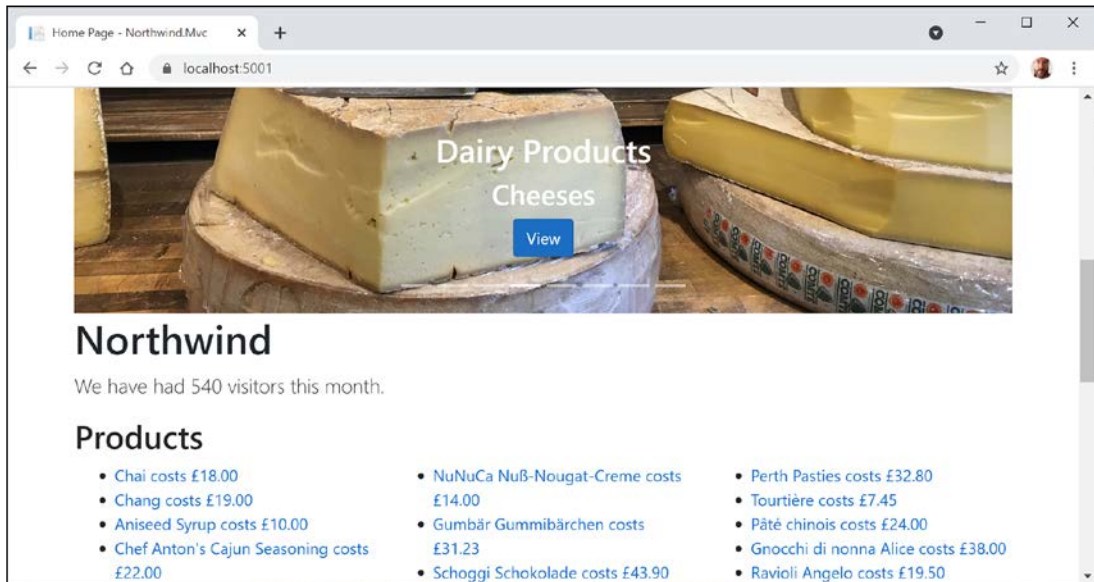 Home Page - Northwind.Mvc
localhost:5001
Dairy Products
Cheeses
View
COMTÉ
Northwind
We have had 540 visitors this month.
Products
Chai costs £18.00
Chang costs £19.00
Aniseed Syrup costs £10.00
Chef Anton's Cajun Seasoning costs
£22.00
NuNuCa Nuß-Nougat-Creme costs
£14.00
Gumbär Gummibärchen costs
£31.23
Schoggi Schokolade costs £43.90
Perth Pasties costs £32.80
Tourtière costs £7.45
Pâté chinois costs £24.00
Gnocchi di nonna Alice costs £38.00
Ravioli Angelo costs £19.50